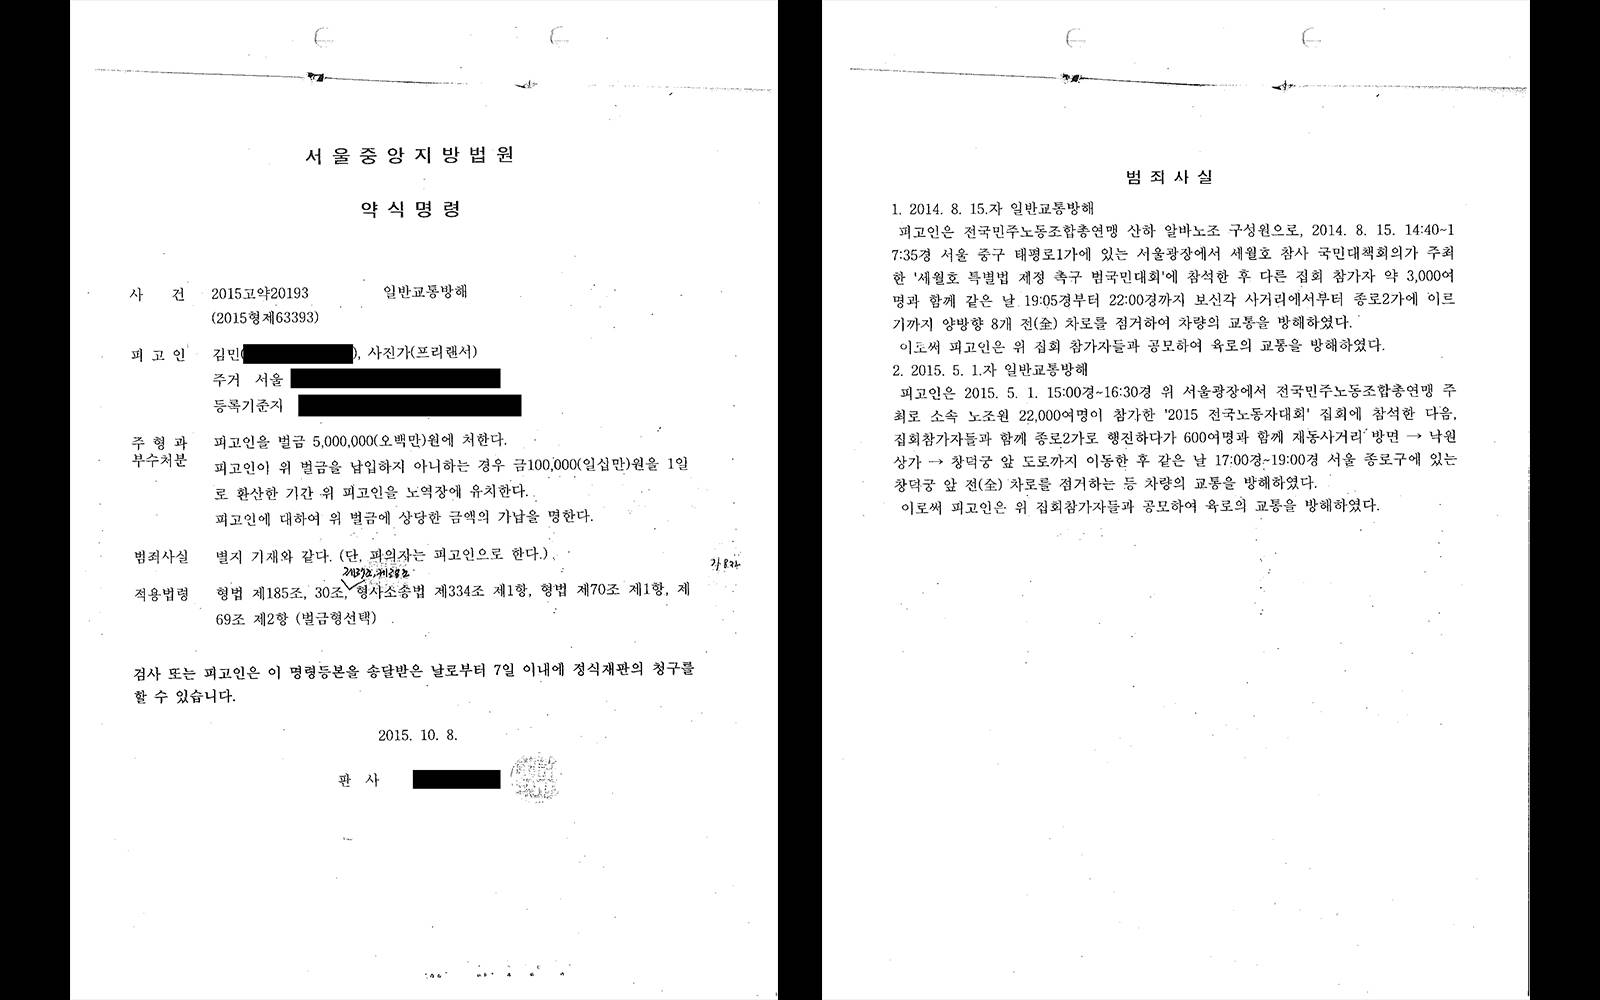 서울중앙지방법원
약식명령
사 건 2015고약20193 일반교통방해
(2015형제63393)
피고인 김민( ), 사진가(프리랜서)
주거 서울
등록기준지
주형과 피고인을 벌금 5,000,000(오백만)원에 처한다.
부수처분 피고인이 위 벌금을 납입하지 아니하는 경우 금100,000(일십만)원을 1일
로 환산한 기간 위 피고인을 노역장에 유치한다.
피고인에 대하여 위 벌금에 상당한 금액의 가납을 명한다.
범죄사실 별지 기재와 같다. (단, 피의자는 피고인으로 한다.)
제37조, 제38조
적용법령 형법 제185조, 30조, 형사소송법 제334조 제1항, 형법 제70조 제1항, 제
69조 제2항 (벌금형선택)
검사 또는 피고인은 이 명령등본을 송달받은 날로부터 7일 이내에 정식재판의 청구를
할 수 있습니다.
2015. 10. 8.
판 사
범죄사실
1. 2014. 8. 15.자 일반교통방해
피고인은 전국민주노동조합총연맹 산하 알바노조 구성원으로, 2014. 8. 15. 14:40~1
7:35경 서울 중구 태평로1가에 있는 서울광장에서 세월호 참사 국민대책회의가 주최
한 '세월호 특별법 제정 촉구 범국민대회'에 참석한 후 다른 집회 참가자 약 3,000여
명과 함께 같은 날 19:05경부터 22:00경까지 보신각 사거리에서부터 종로2가에 이르
기까지 양방향 8개 전(全) 차로를 점거하여 차량의 교통을 방해하였다.
이로써 피고인은 위 집회 참가자들과 공모하여 육로의 교통을 방해하였다.
2. 2015. 5. 1.자 일반교통방해
피고인은 2015. 5. 1. 15:00경~16:30경 위 서울광장에서 전국민주노동조합총연맹 주
최로 소속 노조원 22,000여명이 참가한 '2015 전국노동자대회' 집회에 참석한 다음,
집회참가자들과 함께 종로2가로 행진하다가 600여명과 함께 재동사거리 방면 → 낙원
상가 → 창덕궁 앞 도로까지 이동한 후 같은 날 17:00경~19:00경 서울 종로구에 있는
창덕궁 앞 전(全) 차로를 점거하는 등 차량의 교통을 방해하였다.
이로써 피고인은 위 집회참가자들과 공모하여 육로의 교통을 방해하였다.